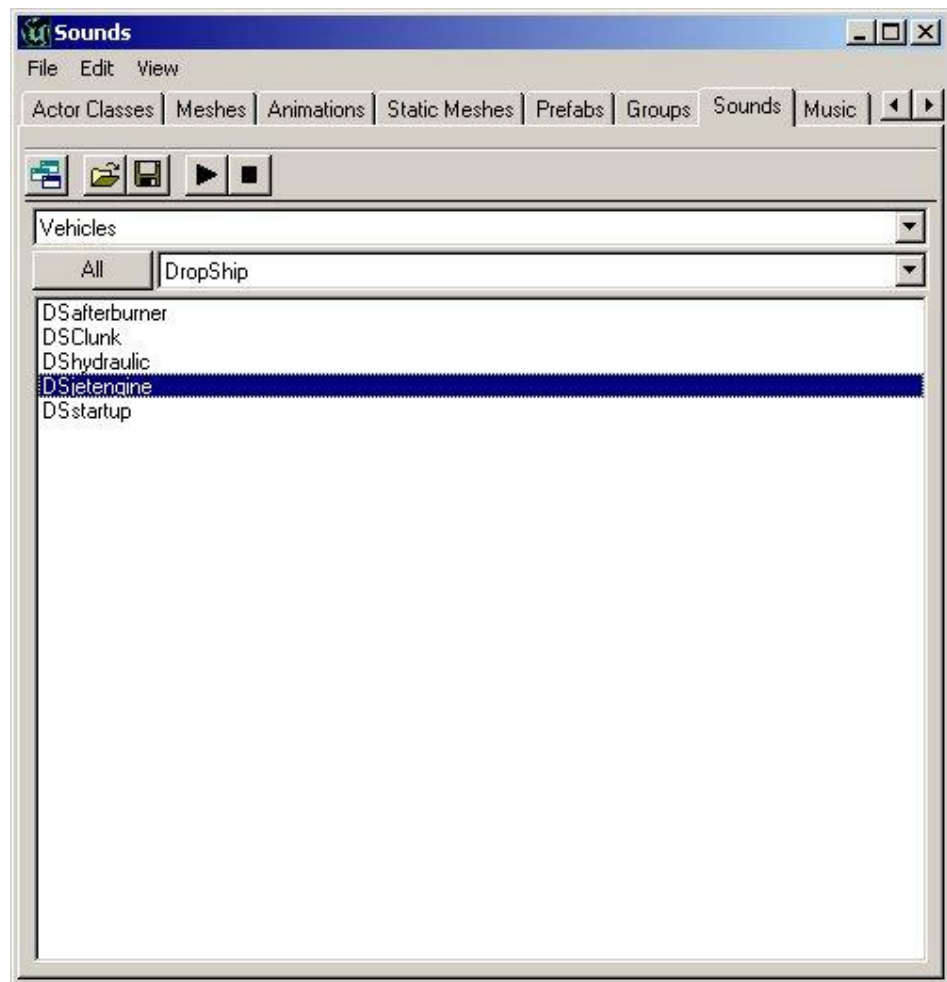 Sounds
File Edit View
Actor Classes Meshes Animations Static Meshes Prefabs Groups Sounds Music
Vehicles
All DropShip
DSafterburner
DSClunk
DShydraulic
DSjetengine
DSstartup